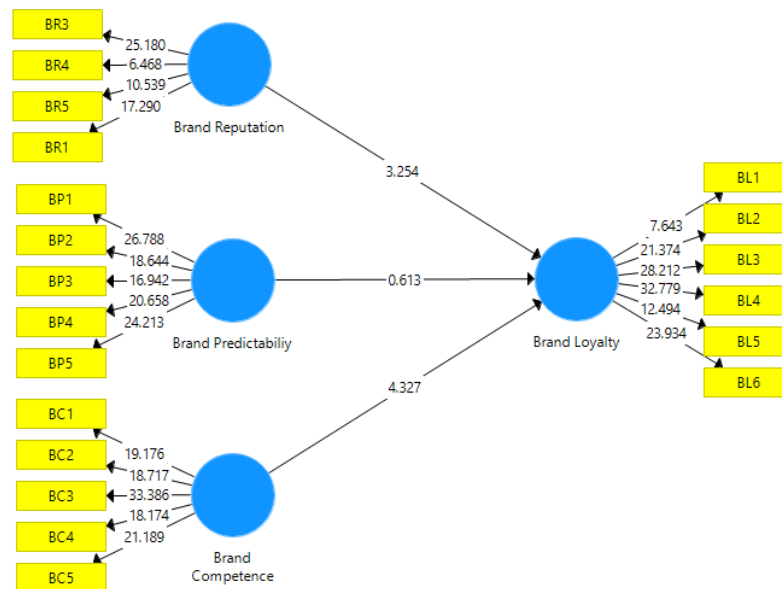 BR3
25.180
BR4
6.468
BR5
10.539
BR1
17.290
Brand Reputation
3.254
BP1
26.788
BP2
18.644
BP3
16.942
BP4
20.658
BP5
24.213
Brand Predictabiliy
0.613
BC1
19.176
BC2
18.717
BC3
33.386
BC4
18.174
BC5
21.189
Brand
Competence
4.327
Brand Loyalty
BL1
7.643
BL2
21.374
BL3
28.212
BL4
32.779
BL5
12.494
BL6
23.934